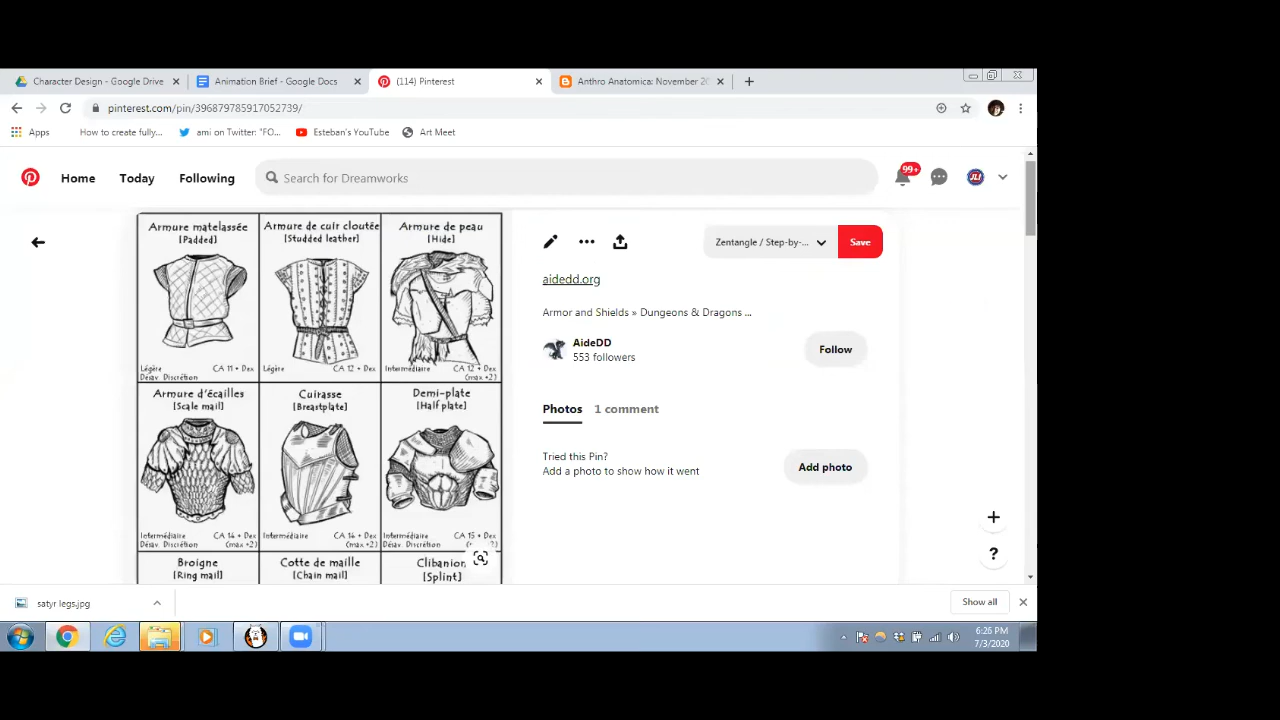 Character Design - Google Drive
Animation Brief - Google Docs
(114) Pinterest
Anthro Anatomica: November 20
pinterest.com/pin/396879785917052739/
Apps
How to create fully...
ami on Twitter: "FO...
Esteban's YouTube
Art Meet
Home
Today
Following
Search for Dreamworks
99+
JLI
Armure matelassée
[Padded]
Légère
CA 11 + Dex
Désav. Discrétion
Armure de cuir cloutée
[Studded leather]
Légère
CA 12 + Dex
Armure de peau
[Hide]
Intermédiaire
CA 12 + Dex
(max +2)
Armure d'écailles
[Scale mail]
Intermédiaire
CA 14 + Dex
Désav. Discrétion
(max +2)
Cuirasse
[Breastplate]
Intermédiaire
CA 14 + Dex
(max +2)
Demi-plate
[Half plate]
Intermédiaire
CA 15 + Dex
Désav. Discrétion
Broigne
[Ring mail]
Cotte de maille
[Chain mail]
Clibanion
[Splint]
Zentangle / Step-by-...
Save
aidedd.org
Armor and Shields » Dungeons & Dragons ...
AideDD
553 followers
Follow
Photos
1 comment
Tried this Pin?
Add a photo to show how it went
Add photo
+
?
satyr legs.jpg
Show all
6:26 PM
7/3/2020